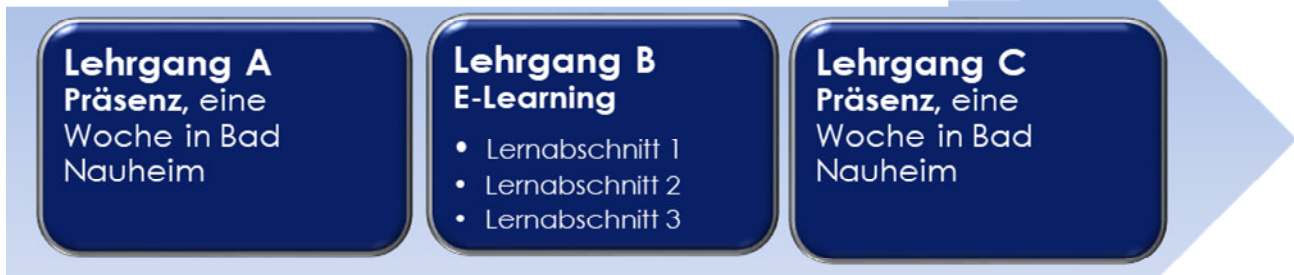 Lehrgang A
Präsenz, eine
Woche in Bad
Nauheim
Lehrgang B
E-Learning
• Lernabschnitt 1
• Lernabschnitt 2
• Lernabschnitt 3
Lehrgang C
Präsenz, eine
Woche in Bad
Nauheim